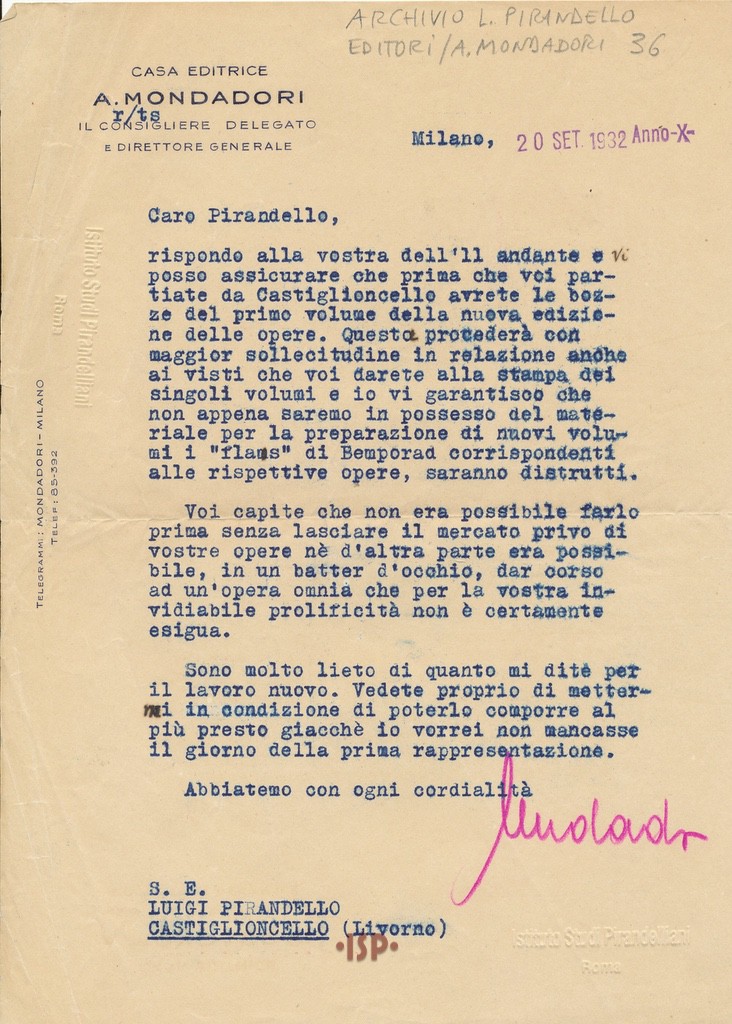 ARCHIVIO L. PIRANDELLO
EDITORI/A. MONDADORI 36
CASA EDITRICE
A. MONDADORI
r/ts
IL CONSIGLIERE DELEGATO
E DIRETTORE GENERALE
Milano, 20 SET. 1932 Anno-X-
Caro Pirandello,
rispondo alla vostra dell'11 andante e vi
posso assicurare che prima che voi par-
tiate da Castiglioncello avrete le boz-
ze del primo volume della nuova edizio-
ne delle opere. Questa procederà con
maggior sollecitudine in relazione anche
ai visti che voi darete alla stampa dei
singoli volumi e io vi garantisco che
non appena saremo in possesso del mate-
riale per la preparazione di nuovi volu-
mi i "flans" di Bemporad corrispondenti
alle rispettive opere, saranno distrutti.
Voi capite che non era possibile farlo
prima senza lasciare il mercato privo di
vostre opere nè d'altra parte era possi-
bile, in un batter d'occhio, dar corso
ad un'opera omnia che per la vostra in-
vidiabile prolificità non è certamente
esigua.
Sono molto lieto di quanto mi dite per
il lavoro nuovo. Vedete proprio di metter-
mi in condizione di poterlo comporre al
più presto giacchè io vorrei non mancasse
il giorno della prima rappresentazione.
Abbiatemo con ogni cordialità
Mondadori
S. E.
LUIGI PIRANDELLO
CASTIGLIONCELLO (Livorno)
•ISP•
Istituto Studi Pirandelliani
Roma
Istituto Studi Pirandelliani
Roma
TELEGRAMMI: MONDADORI - MILANO
TELEF: 85-392